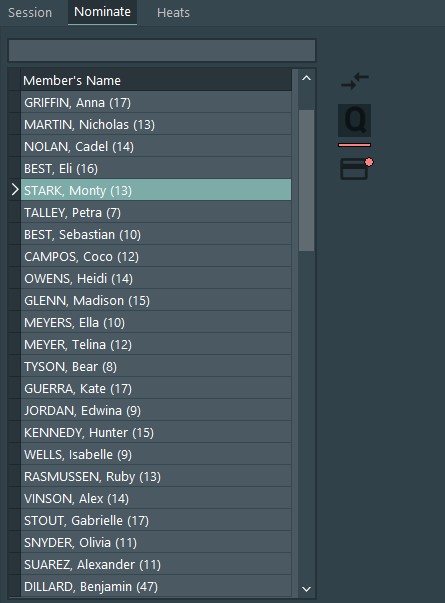 Session Nominate Heats
Member's Name
GRIFFIN, Anna (17)
MARTIN, Nicholas (13)
NOLAN, Cadel (14)
BEST, Eli (16)
STARK, Monty (13)
TALLEY, Petra (7)
BEST, Sebastian (10)
CAMPOS, Coco (12)
OWENS, Heidi (14)
GLENN, Madison (15)
MEYERS, Ella (10)
MEYER, Telina (12)
TYSON, Bear (8)
GUERRA, Kate (17)
JORDAN, Edwina (9)
KENNEDY, Hunter (15)
WELLS, Isabelle (9)
RASMUSSEN, Ruby (13)
VINSON, Alex (14)
STOUT, Gabrielle (17)
SNYDER, Olivia (11)
SUAREZ, Alexander (11)
DILLARD, Benjamin (47)
Q